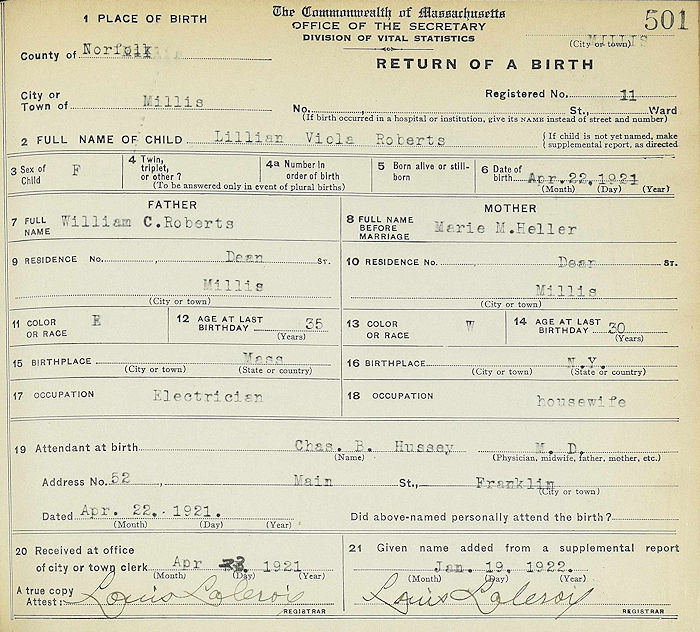 1 PLACE OF BIRTH
The Commonwealth of Massachusetts
OFFICE OF THE SECRETARY
DIVISION OF VITAL STATISTICS
501
County of Norfolk
MILLIS
(City or town)
RETURN OF A BIRTH
City or
Town of Millis
Registered No. 11
No. St., Ward
(If birth occurred in a hospital or institution, give its NAME instead of street and number)
2 FULL NAME OF CHILD Lillian Viola Roberts
{ If child is not yet named, make
supplemental report, as directed
3 Sex of Child F
4 Twin, triplet, or other?
4a Number in order of birth
(To be answered only in event of plural births)
5 Born alive or still-born
6 Date of birth Apr. 22, 1921
(Month) (Day) (Year)
FATHER
7 FULL NAME William C. Roberts
MOTHER
8 FULL NAME BEFORE MARRIAGE Marie M. Heller
9 RESIDENCE No. , Dean ST.
Millis
(City or town)
10 RESIDENCE No. ST.
Millis
(City or town)
11 COLOR OR RACE
12 AGE AT LAST BIRTHDAY 35
(Years)
13 COLOR OR RACE W
14 AGE AT LAST BIRTHDAY 30
(Years)
15 BIRTHPLACE Mass
(City or town) (State or country)
16 BIRTHPLACE N.Y.
(City or town) (State or country)
17 OCCUPATION Electrician
18 OCCUPATION housewife
19 Attendant at birth Chas. B. Hussey M. D.
(Name) (Physician, midwife, father, mother, etc.)
Address No. 52 , Main St., Franklin
(City or town)
Dated Apr. 22. 1921.
(Month) (Day) (Year)
Did above-named personally attend the birth?
20 Received at office
of city or town clerk Apr 1921
(Month) (Day) (Year)
A true copy
Attest: Louis
REGISTRAR
21 Given name added from a supplemental report
Jan. 19, 1922.
(Month) (Day) (Year)
Louis
REGISTRAR